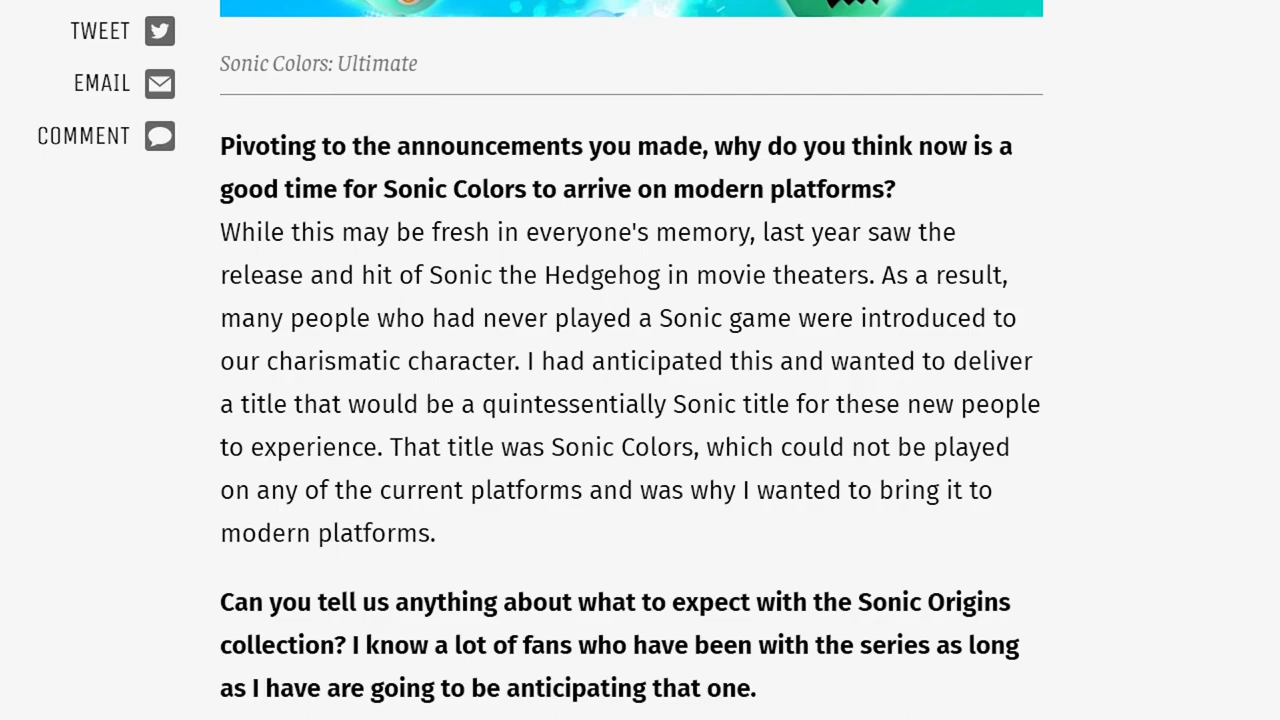 TWEET
EMAIL
COMMENT
Sonic Colors: Ultimate
Pivoting to the announcements you made, why do you think now is a
good time for Sonic Colors to arrive on modern platforms?
While this may be fresh in everyone's memory, last year saw the
release and hit of Sonic the Hedgehog in movie theaters. As a result,
many people who had never played a Sonic game were introduced to
our charismatic character. I had anticipated this and wanted to deliver
a title that would be a quintessentially Sonic title for these new people
to experience. That title was Sonic Colors, which could not be played
on any of the current platforms and was why I wanted to bring it to
modern platforms.
Can you tell us anything about what to expect with the Sonic Origins
collection? I know a lot of fans who have been with the series as long
as I have are going to be anticipating that one.